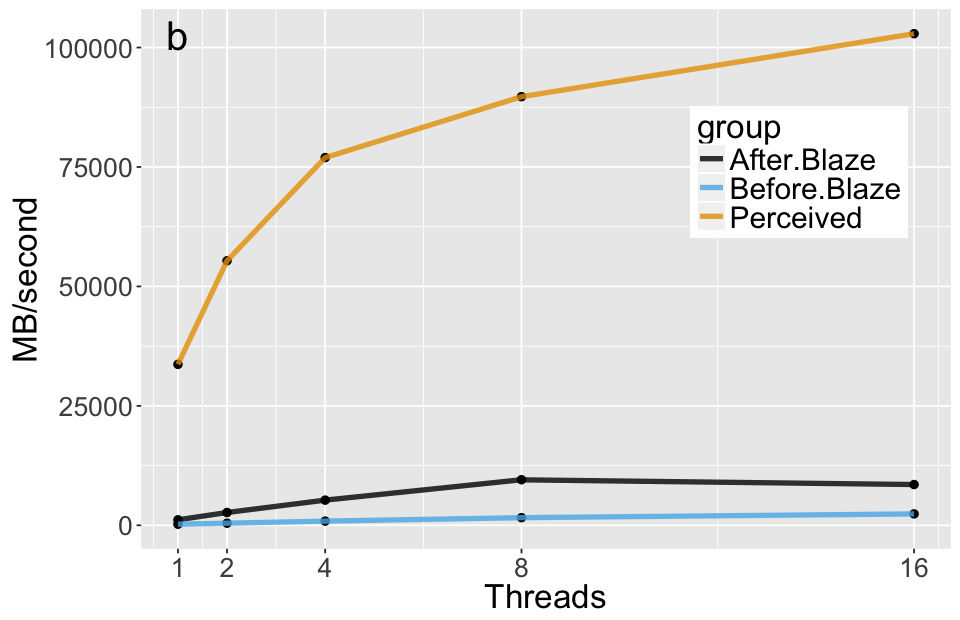 b
100000
75000
50000
25000
0
MB/second
group
After.Blaze
Before.Blaze
Perceived
1 2 4 8 16
Threads